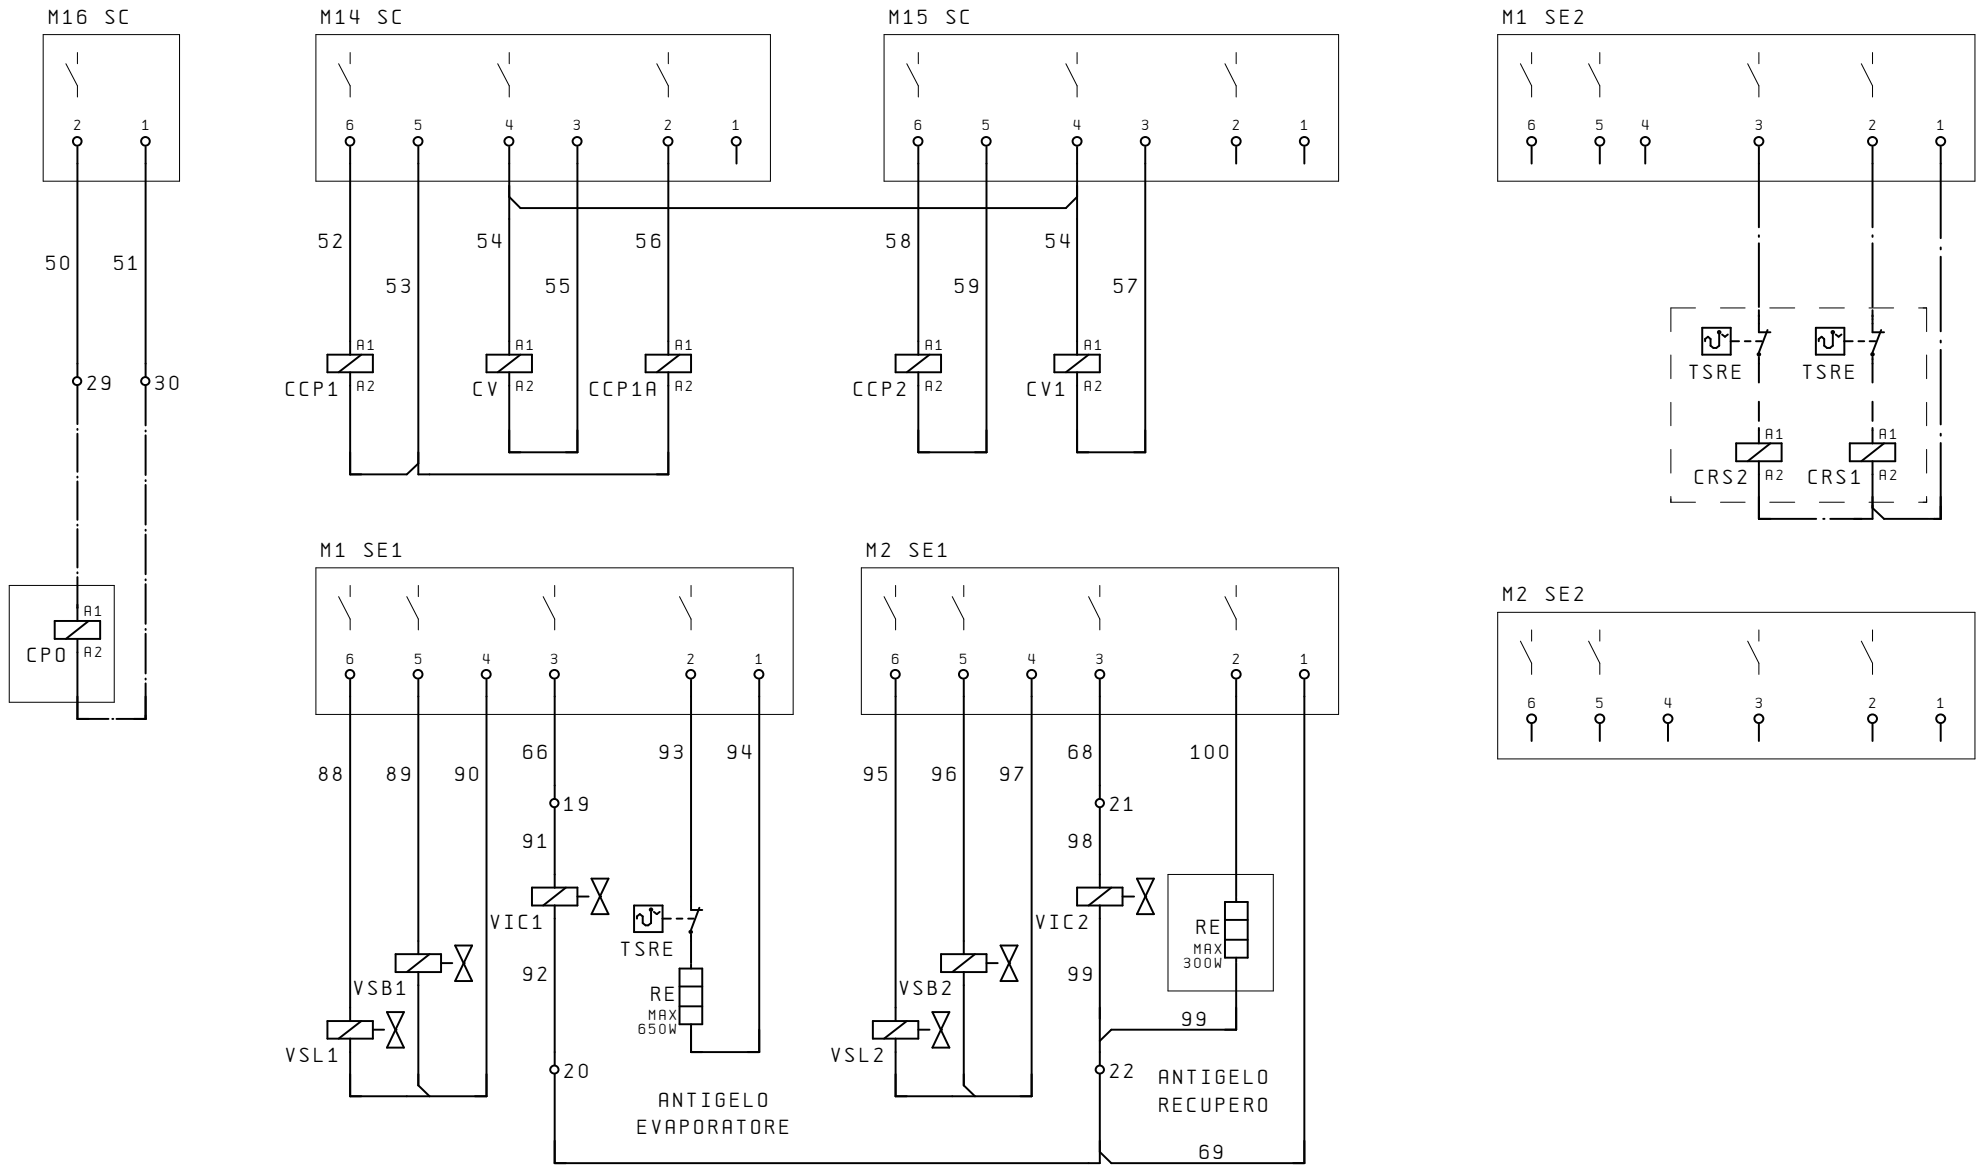 M16 SC
M14 SC
M15 SC
M1 SE2
2 1
6 5 4 3 2 1
6 5 4 3 2 1
6 5 4 3 2 1
50 51
52 53 54 55 56
58 59 54 57
29 30
A1
CCP1 A2
A1
CV A2
A1
CCP1A A2
A1
CCP2 A2
A1
CV1 A2
TSRE TSRE
A1
CRS2 A2
A1
CRS1 A2
M1 SE1
M2 SE1
M2 SE2
A1
CPO A2
6 5 4 3 2 1
6 5 4 3 2 1
6 5 4 3 2 1
88 89 90 66 93 94
95 96 97 68 100
19
21
91
98
VIC1
VIC2
TSRE
RE
MAX
300W
92
99
VSB1
VSB2
RE
MAX
650W
99
VSL1
VSL2
20
22
ANTIGELO
EVAPORATORE
ANTIGELO
RECUPERO
69